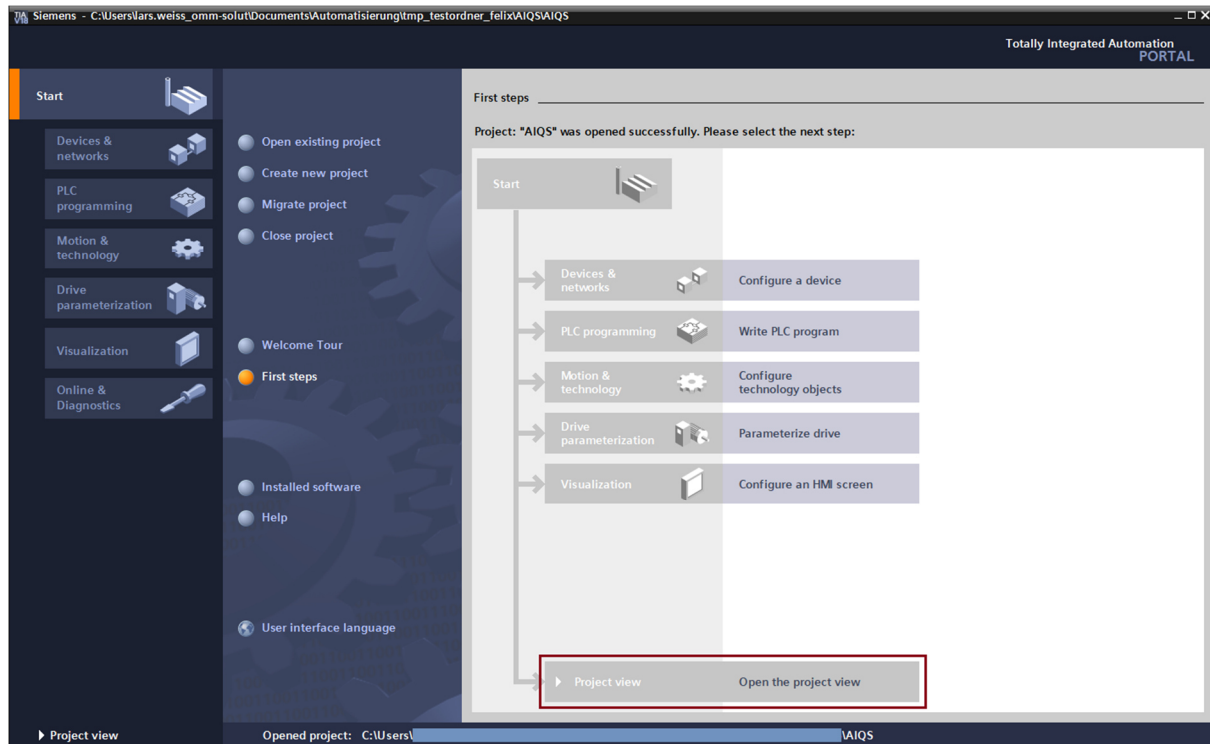 Siemens - C:\Users\lars.weiss_omm-solut\Documents\Automatisierung\tmp_testordner_felix\AIQS\AIQS
Totally Integrated Automation
PORTAL
Start
Devices &
networks
PLC
programming
Motion &
technology
Drive
parameterization
Visualization
Online &
Diagnostics
Open existing project
Create new project
Migrate project
Close project
Welcome Tour
First steps
Installed software
Help
User interface language
First steps
Project: "AIQS" was opened successfully. Please select the next step:
Start
Devices &
networks
Configure a device
PLC programming
Write PLC program
Motion &
technology
Configure
technology objects
Drive
parameterization
Parameterize drive
Visualization
Configure an HMI screen
Project view
Open the project view
Project view
Opened project: C:\Users\
\AIQS